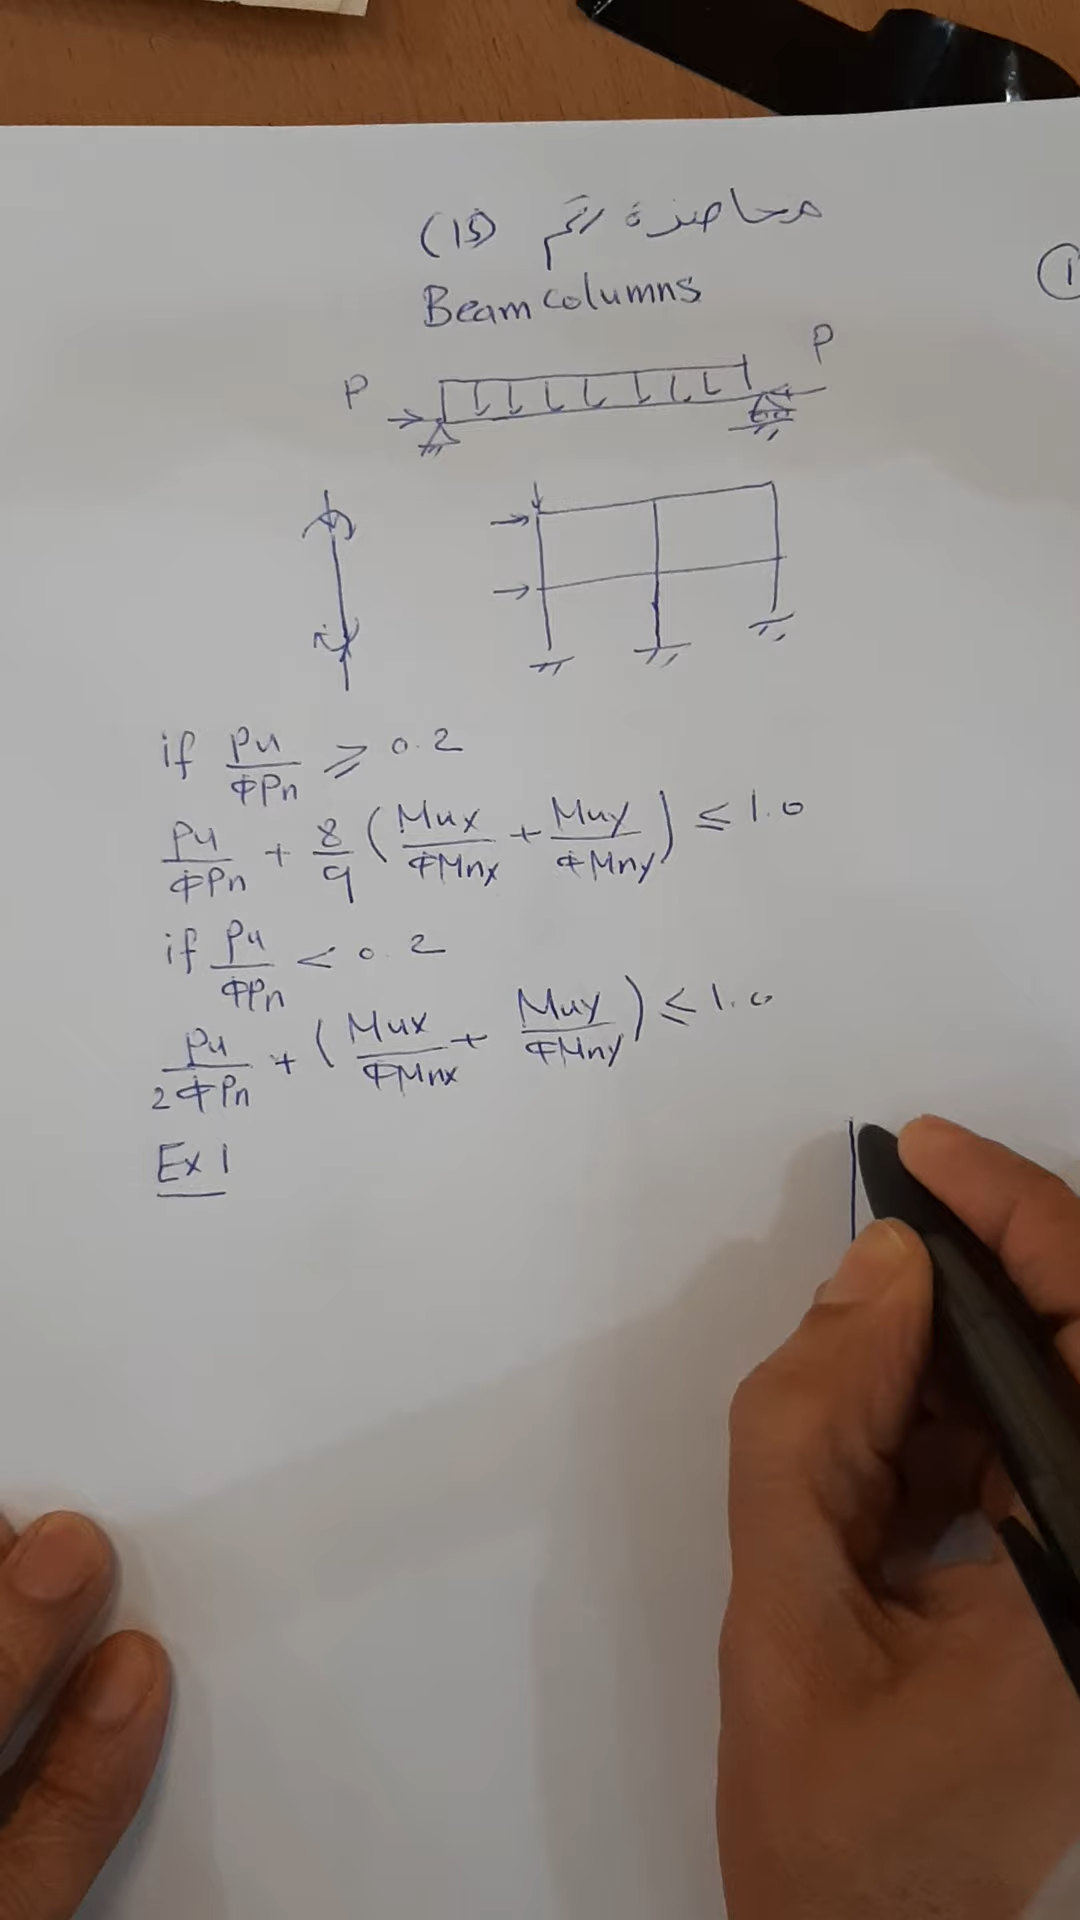 محاضرة رقم (15)
①
Beam columns
P
P
if Pu/ΦPn ⩾ 0.2
Pu/ΦPn + 8/9 (Mux/ΦMnx + Muy/ΦMny) ⩽ 1.0
if Pu/ΦPn < 0.2
Pu/2ΦPn + (Mux/ΦMnx + Muy/ΦMny) ⩽ 1.0
Ex 1